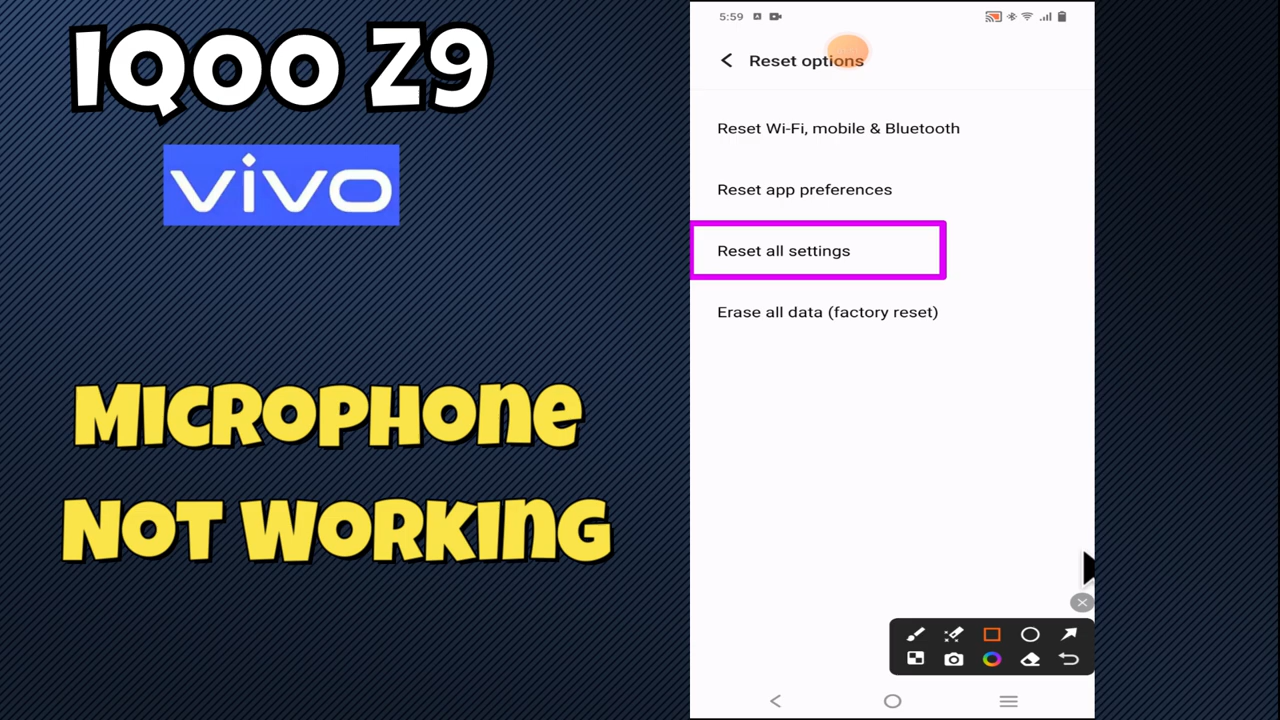 IQOO Z9
vivo
MICROPHONE
NOT WORKING
5:59
Reset options
Reset Wi-Fi, mobile & Bluetooth
Reset app preferences
Reset all settings
Erase all data (factory reset)